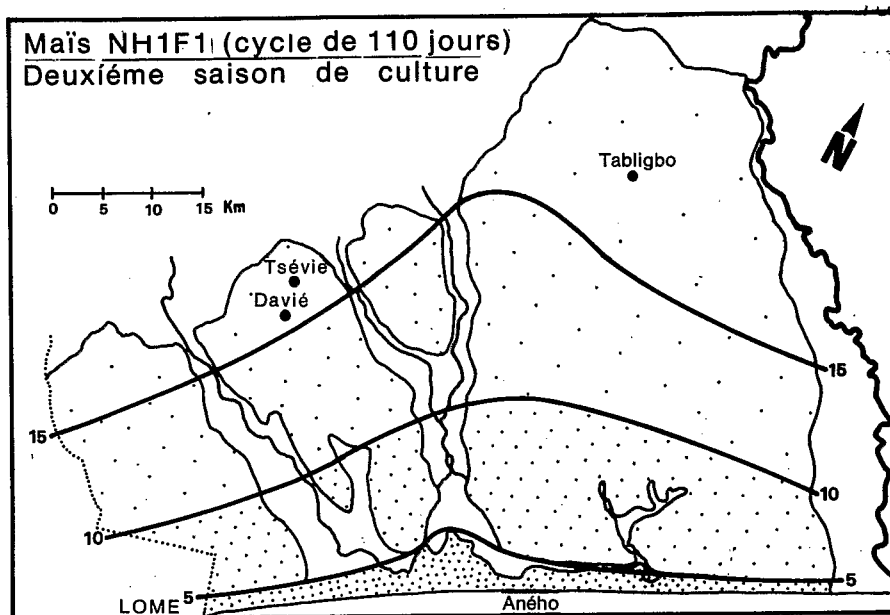 Maïs NH1F1 (cycle de 110 jours)
Deuxíéme saison de culture
N
Tabligbo
0 5 10 15 Km
Tsévie
Davié
15
15
10
10
5
5
LOME
Aného